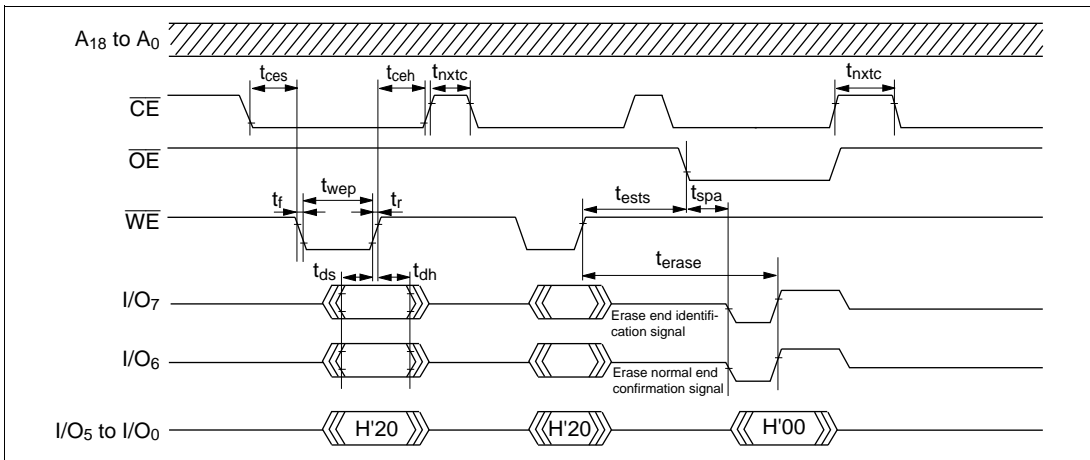 A18 to A0
tces
tceh
tnxtc
tnxtc
CE
OE
twep
tf
tr
tests
tspa
WE
terase
tds
tdh
I/O7
Erase end identifi-
cation signal
I/O6
Erase normal end
confirmation signal
I/O5 to I/O0
H'20
H'20
H'00